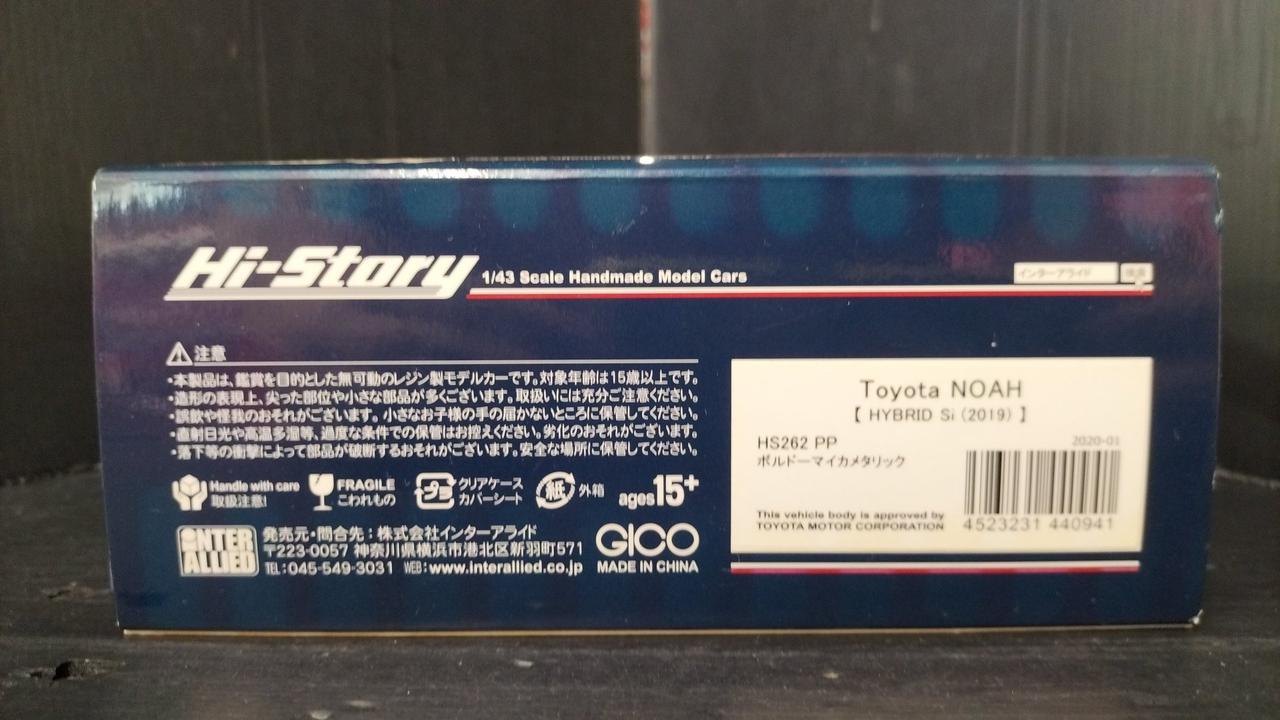 Hi-Story 1/43 Scale Handmade Model Cars
インターアライド 検索
注意
・本製品は、鑑賞を目的とした無可動のレジン製モデルカーです。対象年齢は15歳以上です。
・造形の表現上、尖った部位や小さな部品が多くございます。取扱いには充分ご注意ください。
・誤飲や怪我のおそれがございます。小さなお子様の手の届かないところに保管してください。
・直射日光や高温多湿等、過度な条件での保管はお控えください。劣化のおそれがございます。
・落下等の衝撃によって部品が破断するおそれがございます。安全な場所に保管してください。
Handle with care
取扱注意!
FRAGILE
こわれもの
プラ
クリアケース
カバーシート
紙
外箱
ages15+
INTER
ALLIED
発売元・問合先:株式会社インターアライド
〒223-0057 神奈川県横浜市港北区新羽町571
TEL:045-549-3031 WEB:www.interallied.co.jp
GICO
MADE IN CHINA
Toyota NOAH
【 HYBRID Si (2019) 】
HS262 PP
2020-01
ボルドーマイカメタリック
This vehicle body is approved by
TOYOTA MOTOR CORPORATION
4523231 440941